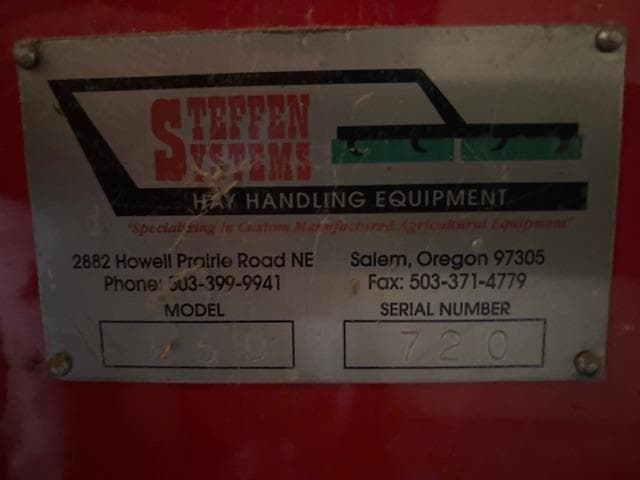 STEFFEN
SYSTEMS
HAY HANDLING EQUIPMENT
"Specializing in Custom Manufactured Agricultural Equipment"
2882 Howell Prairie Road NE Salem, Oregon 97305
Phone: 503-399-9941 Fax: 503-371-4779
MODEL SERIAL NUMBER
720